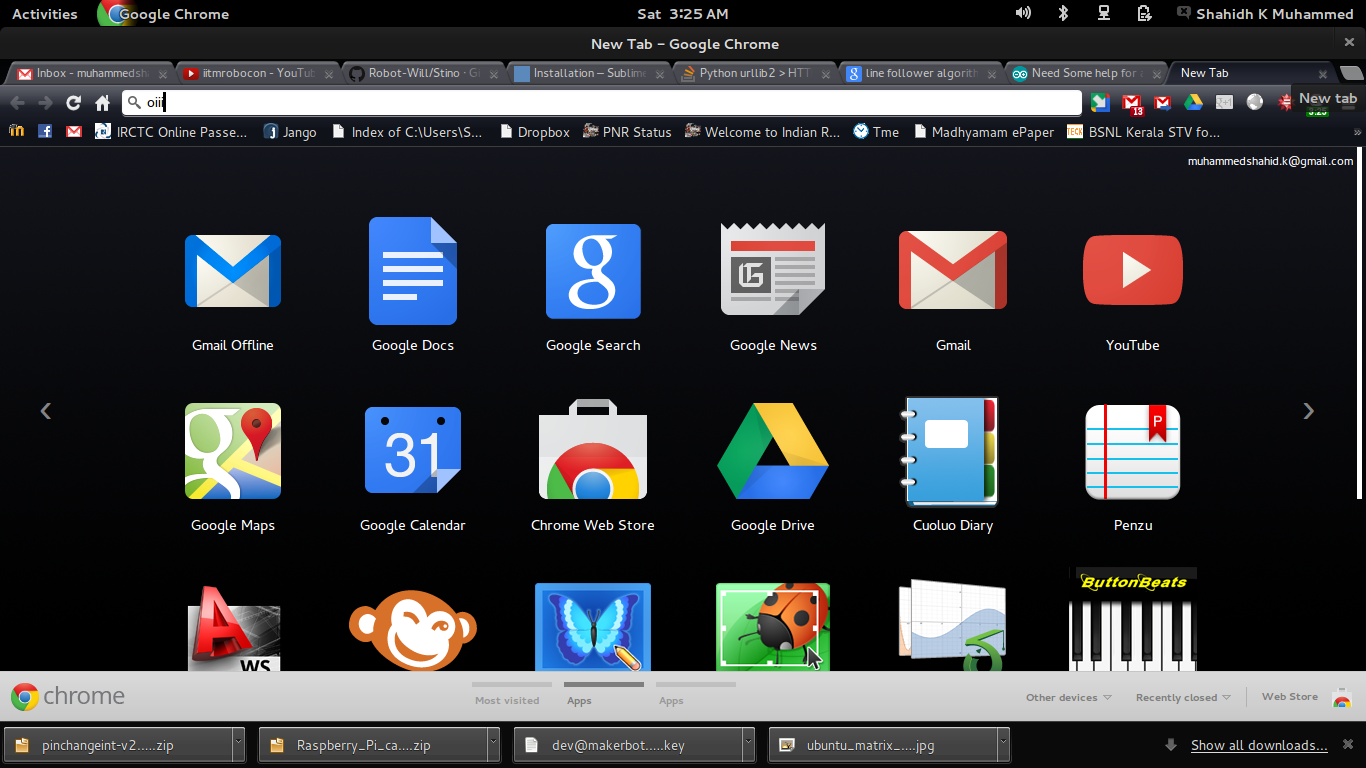 Activities Google Chrome Sat 3:25 AM Shahidh K Muhammed
New Tab - Google Chrome
Inbox - muhammedsh
iitmrobocon - YouTub
Robot-Will/Stino · G
Installation — Sublime
Python urllib2 > HTT
line follower algorith
Need Some help for a
New Tab
oiii
13
g+1
New tab
3:25
IRCTC Online Passe...
Jango
Index of C:\Users\S...
Dropbox
PNR Status
Welcome to Indian R...
Tme
Madhyamam ePaper
TECK
BSNL Kerala STV fo...
»
muhammedshahid.k@gmail.com
Gmail Offline
Google Docs
Google Search
Google News
Gmail
YouTube
31
P
Google Maps
Google Calendar
Chrome Web Store
Google Drive
Cuoluo Diary
Penzu
WS
ButtonBeats
chrome
Most visited
Apps
Apps
Other devices
Recently closed
Web Store
pinchangeint-v2.....zip
Raspberry_Pi_ca....zip
dev@makerbot.....key
ubuntu_matrix_....jpg
Show all downloads...